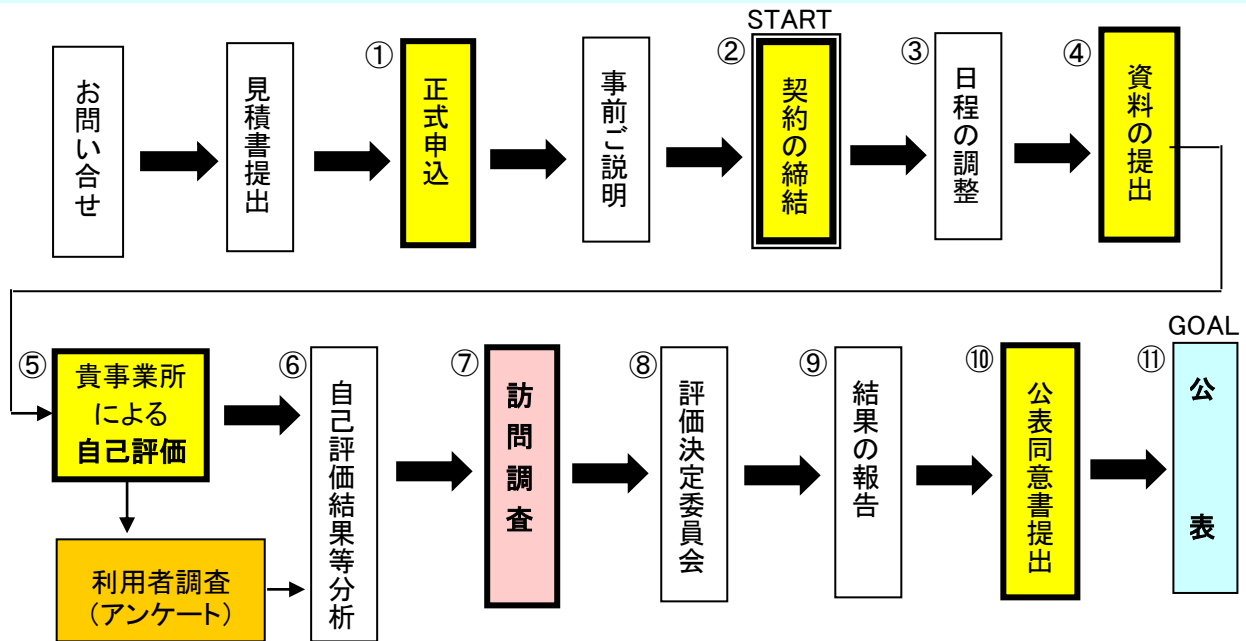 お問い合せ
見積書提出
①
正式申込
事前ご説明
START
②
契約の締結
③
日程の調整
④
資料の提出
⑤
貴事業所
による
自己評価
利用者調査
（アンケート）
⑥
自己評価結果等分析
⑦
訪問調査
⑧
評価決定委員会
⑨
結果の報告
⑩
公表同意書提出
GOAL
⑪
公表